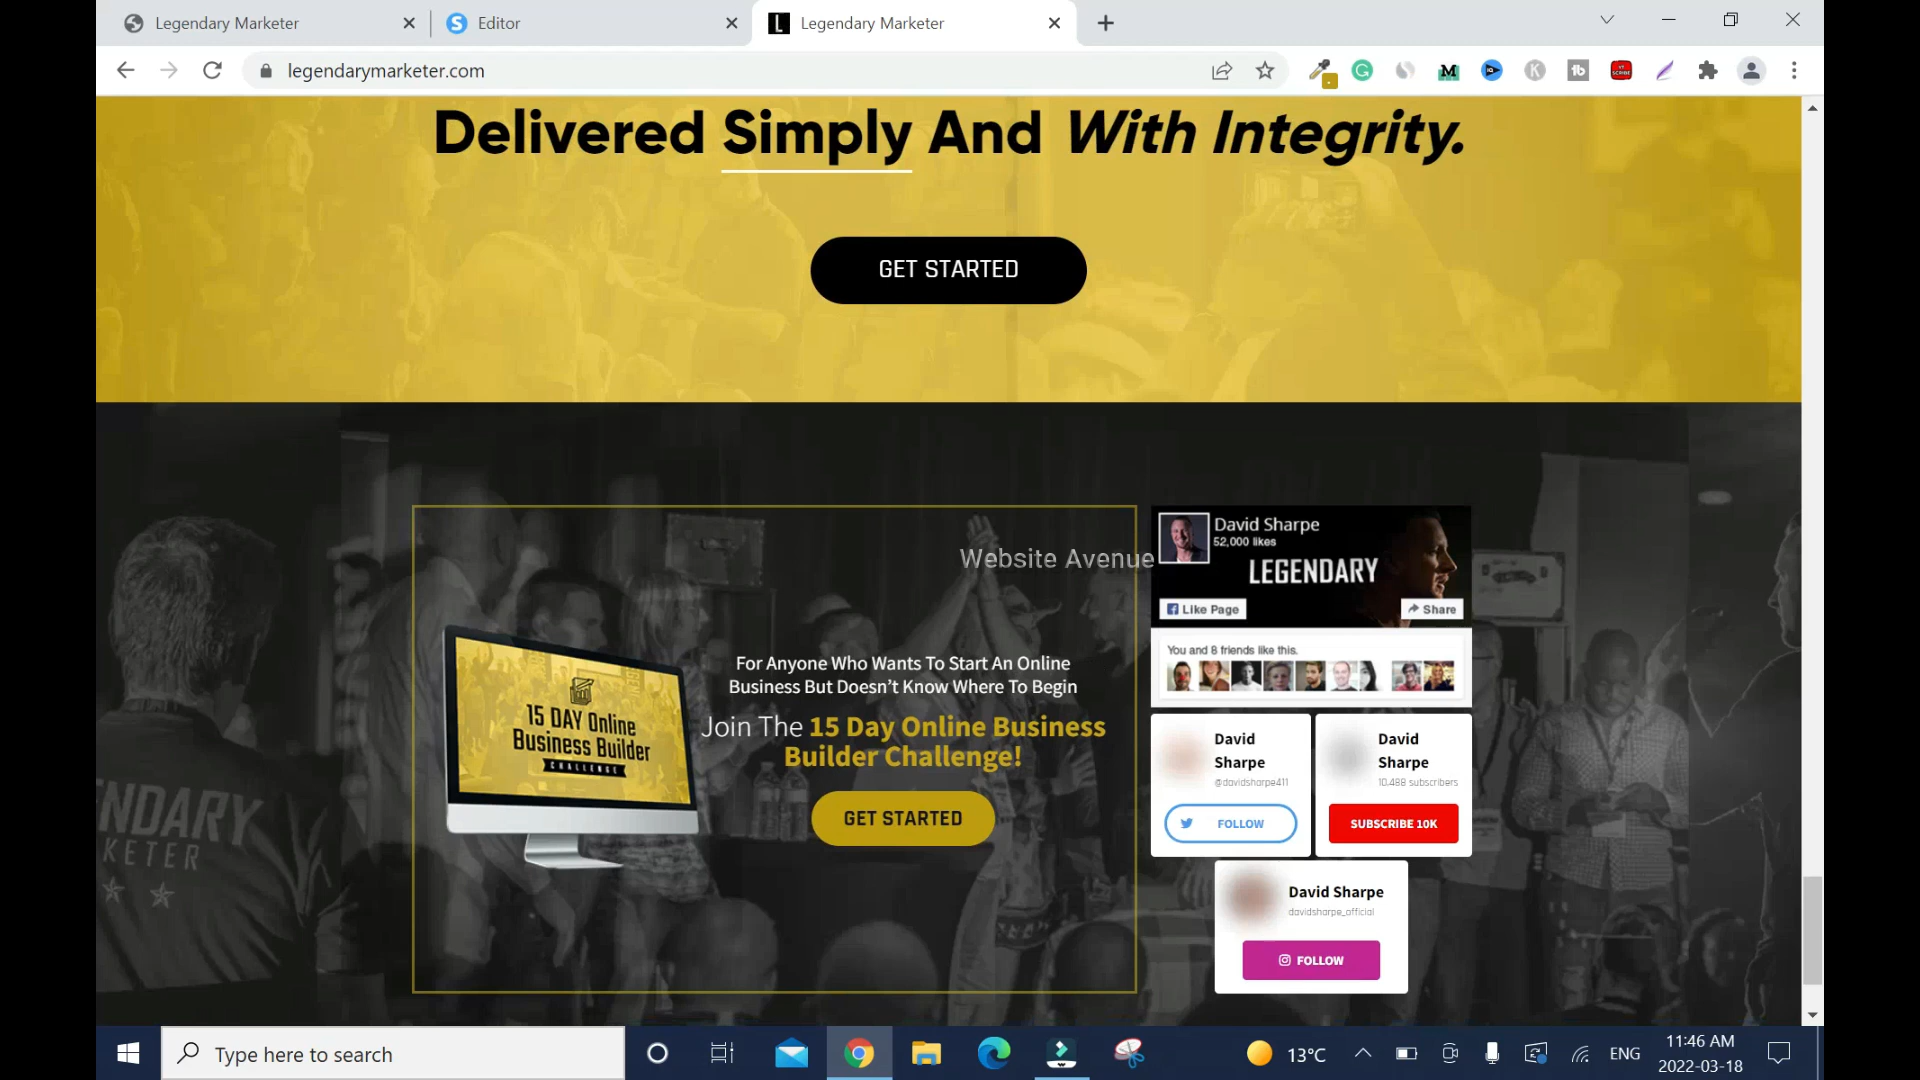 Legendary Marketer
Editor
Legendary Marketer
legendarymarketer.com
Delivered Simply And With Integrity.
GET STARTED
Website Avenue
15 DAY Online
Business Builder
CHALLENGE
For Anyone Who Wants To Start An Online
Business But Doesn't Know Where To Begin
Join The 15 Day Online Business
Builder Challenge!
GET STARTED
David Sharpe
52,000 likes
LEGENDARY
Like Page
Share
You and 8 friends like this.
David
Sharpe
@davidsharpe411
FOLLOW
David
Sharpe
10.488 subscribers
SUBSCRIBE 10K
David Sharpe
davidsharpe_official
FOLLOW
NDARY
KETER
Type here to search
13°C
ENG
11:46 AM
2022-03-18